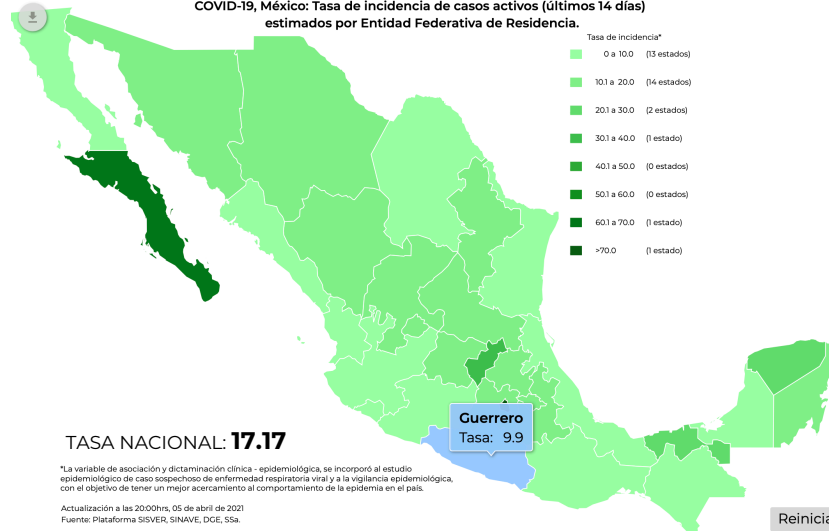 COVID-19, México: Tasa de incidencia de casos activos (últimos 14 días)
estimados por Entidad Federativa de Residencia.
Tasa de incidencia*
0 a 10.0 (13 estados)
10.1 a 20.0 (14 estados)
20.1 a 30.0 (2 estados)
30.1 a 40.0 (1 estado)
40.1 a 50.0 (0 estados)
50.1 a 60.0 (0 estados)
60.1 a 70.0 (1 estado)
>70.0 (1 estado)
Guerrero
Tasa: 9.9
TASA NACIONAL: 17.17
*La variable de asociación y dictaminación clínica - epidemiológica, se incorporó al estudio
epidemiológico de caso sospechoso de enfermedad respiratoria viral y a la vigilancia epidemiológica,
con el objetivo de tener un mejor acercamiento al comportamiento de la epidemia en el país.
Actualización a las 20:00hrs, 05 de abril de 2021
Fuente: Plataforma SISVER, SINAVE, DGE, SSa.